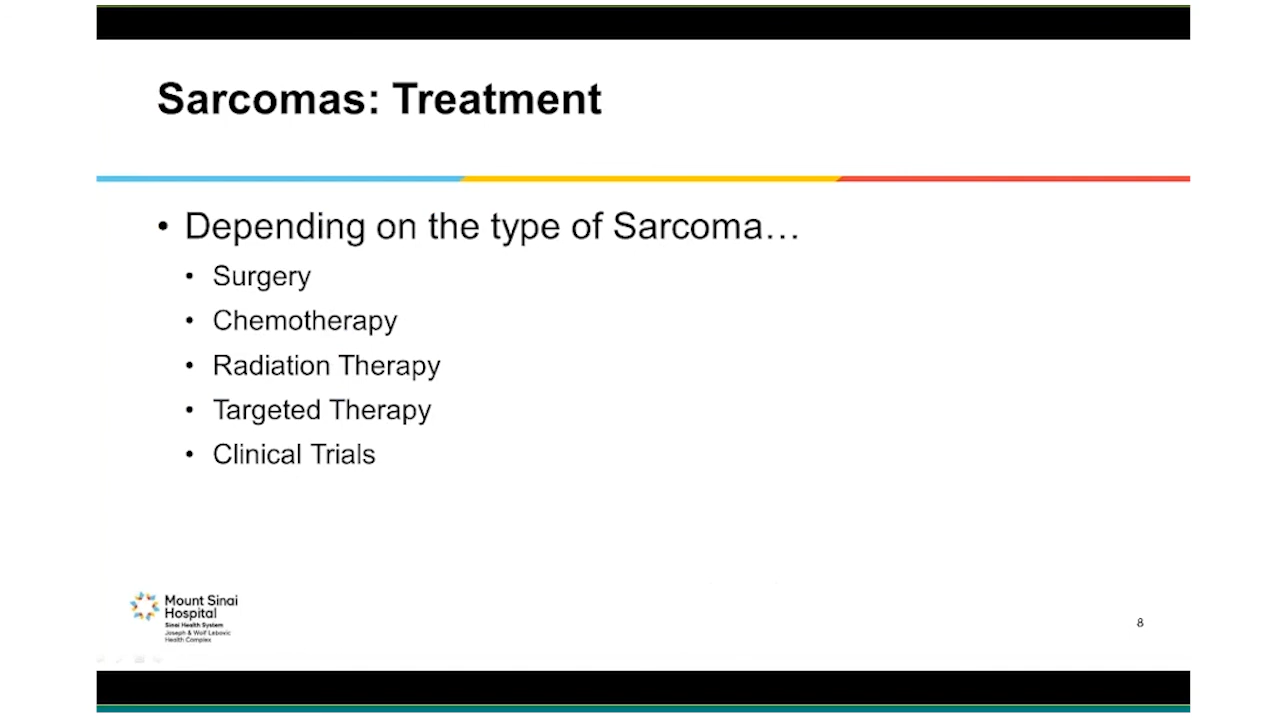 Sarcomas: Treatment
• Depending on the type of Sarcoma…
• Surgery
• Chemotherapy
• Radiation Therapy
• Targeted Therapy
• Clinical Trials
Mount Sinai
Hospital
Sinai Health System
Joseph & Wolf Lebovic
Health Complex
8